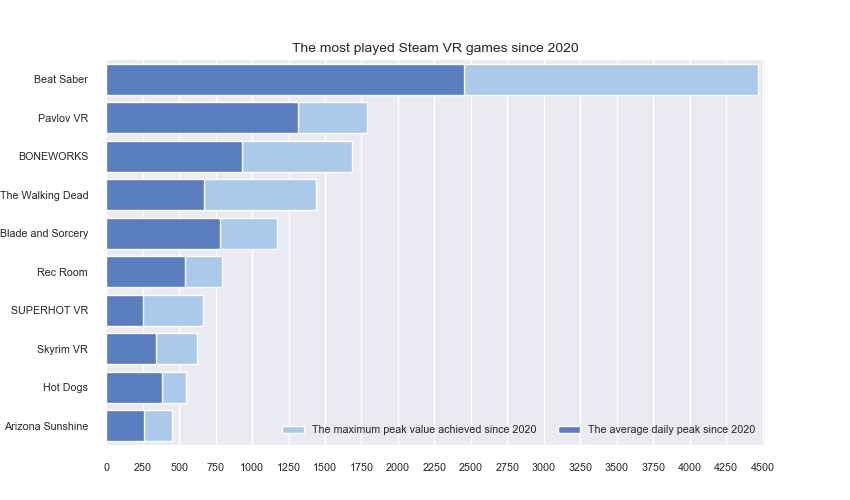 The most played Steam VR games since 2020
Beat Saber
Pavlov VR
BONEWORKS
The Walking Dead
Blade and Sorcery
Rec Room
SUPERHOT VR
Skyrim VR
Hot Dogs
Arizona Sunshine
The maximum peak value achieved since 2020 The average daily peak since 2020
0 250 500 750 1000 1250 1500 1750 2000 2250 2500 2750 3000 3250 3500 3750 4000 4250 4500